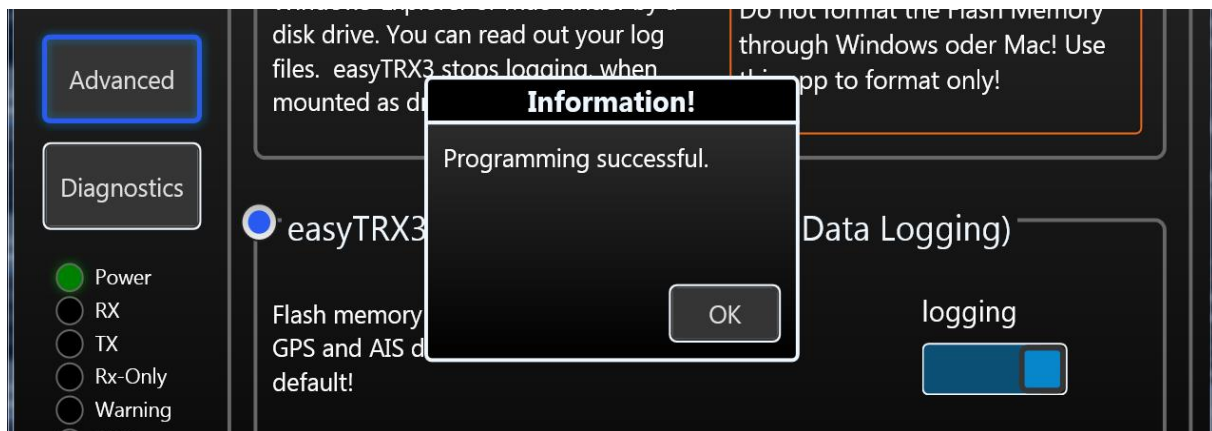 disk drive. You can read out your log
files. easyTRX3 stops logging, when
mounted as
Do not format the Flash Memory
through Windows oder Mac! Use
app to format only!
Advanced
Diagnostics
Information!
Programming successful.
OK
easyTRX3
Data Logging)
Power
RX
TX
Rx-Only
Warning
Flash memory
GPS and AIS
default!
logging